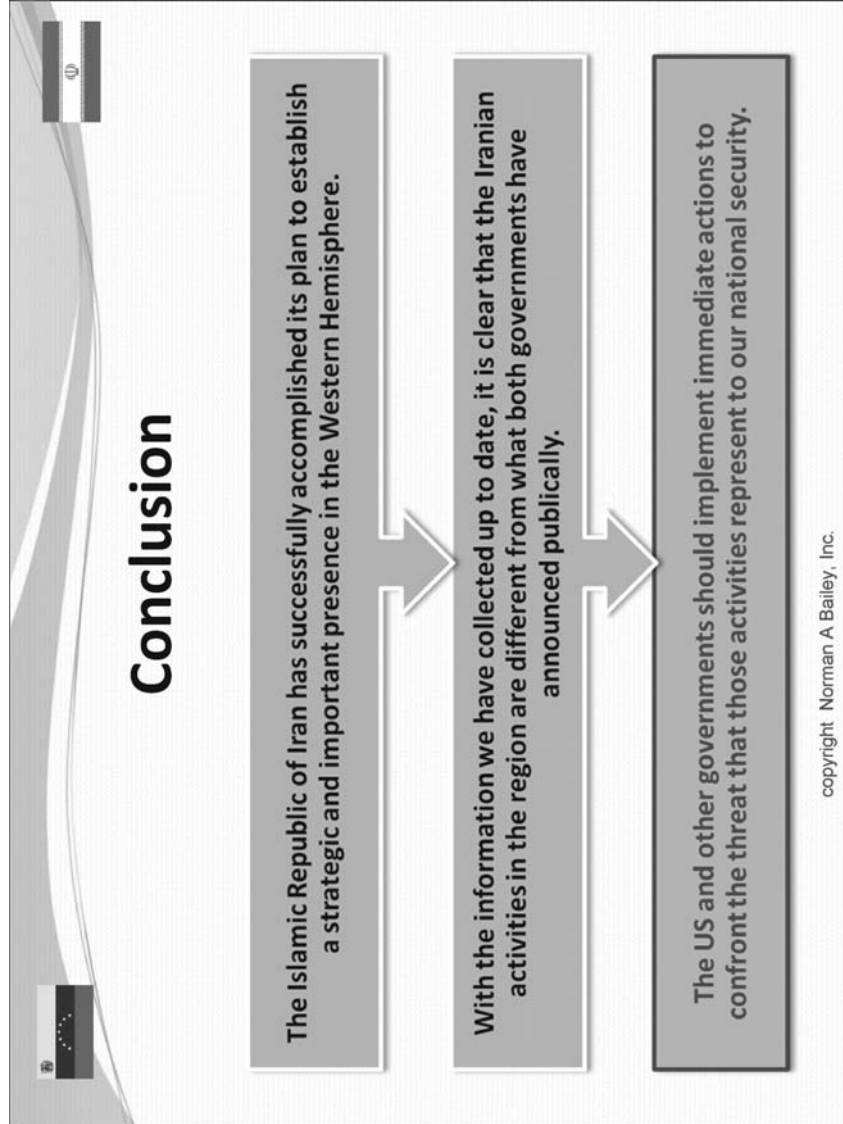 Conclusion
The Islamic Republic of Iran has successfully accomplished its plan to establish
a strategic and important presence in the Western Hemisphere.
With the information we have collected up to date, it is clear that the Iranian
activities in the region are different from what both governments have
announced publically.
The US and other governments should implement immediate actions to
confront the threat that those activities represent to our national security.
copyright Norman A Bailey, Inc.